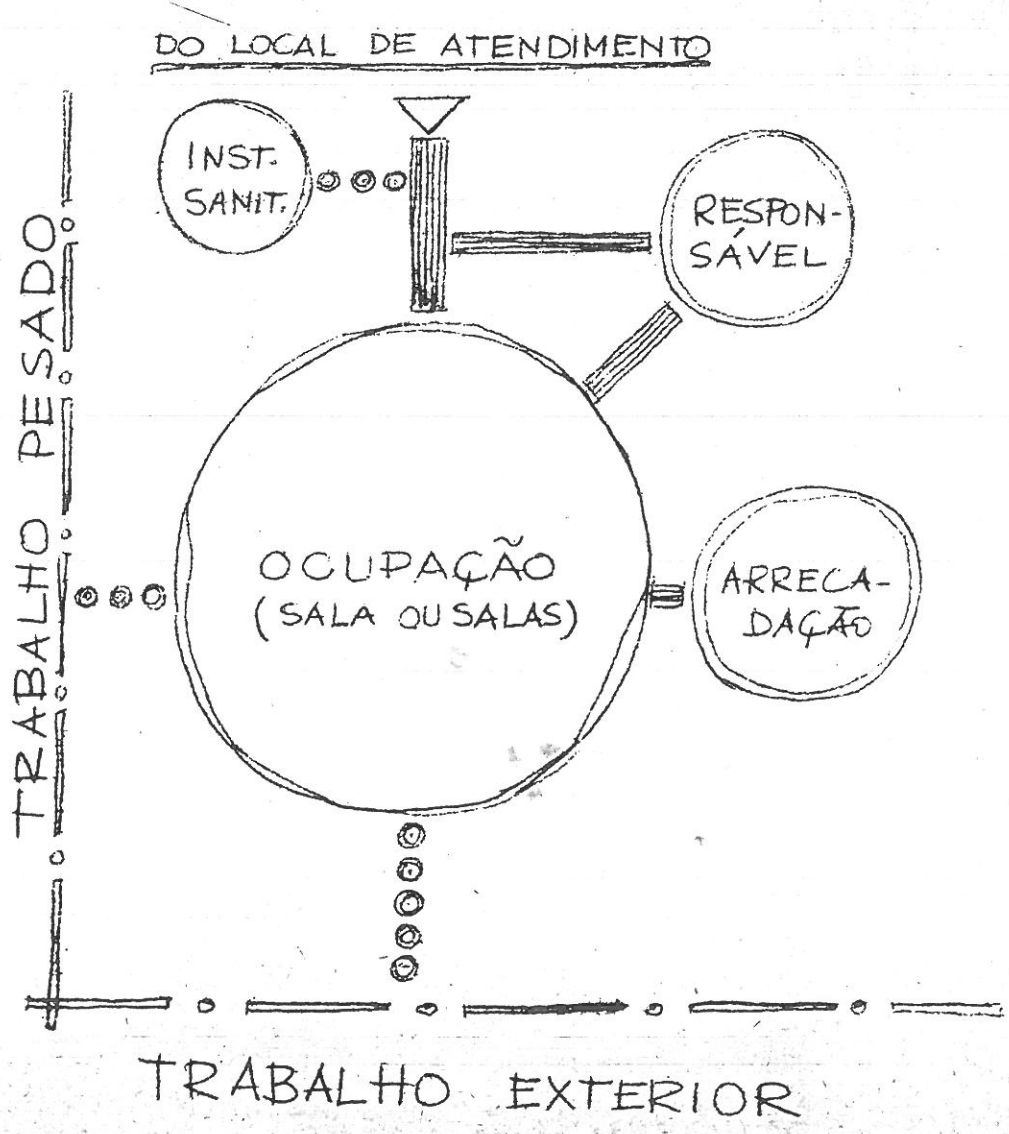 DO LOCAL DE ATENDIMENTO
INST.
SANIT.
RESPON-
SÁVEL
TRABALHO PESADO
OCUPAÇÃO
(SALA OU SALAS)
ARRECA-
DAÇÃO
TRABALHO EXTERIOR